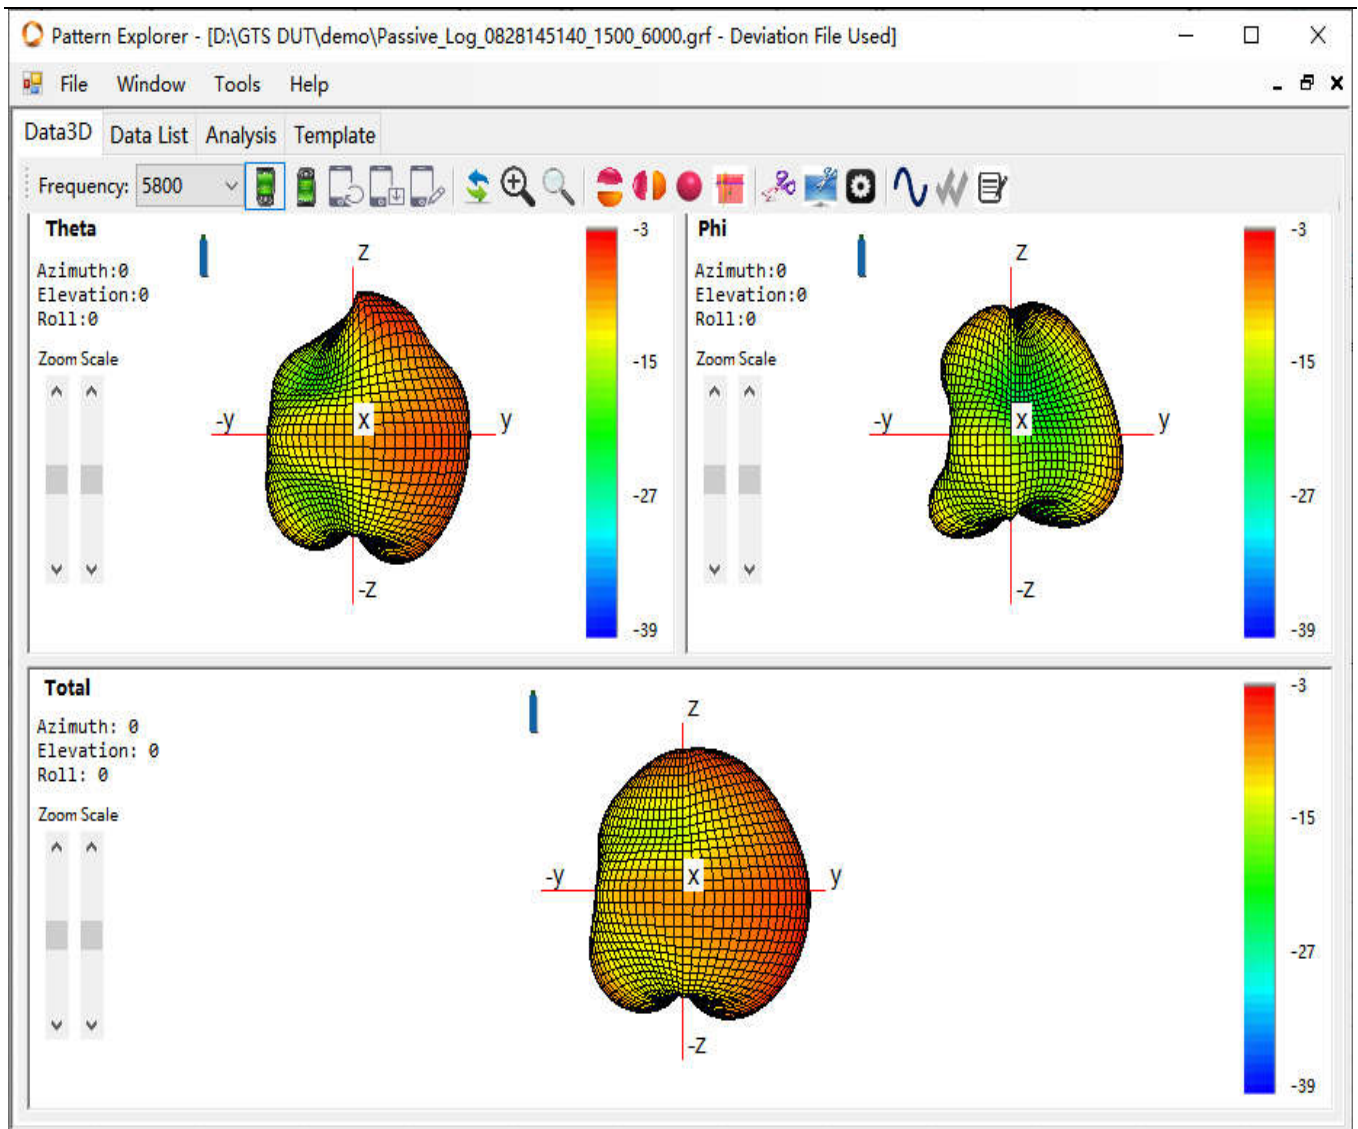 Pattern Explorer - [D:\GTS DUT\demo\Passive_Log_0828145140_1500_6000.grf - Deviation File Used]
File Window Tools Help
Data3D Data List Analysis Template
Frequency: 5800
Theta
Azimuth:0
Elevation:0
Roll:0
Zoom Scale
z
-y
x
y
-z
-3
-15
-27
-39
Phi
Azimuth:0
Elevation:0
Roll:0
Zoom Scale
z
-y
x
y
-z
-3
-15
-27
-39
Total
Azimuth: 0
Elevation: 0
Roll: 0
Zoom Scale
z
-y
x
y
-z
-3
-15
-27
-39